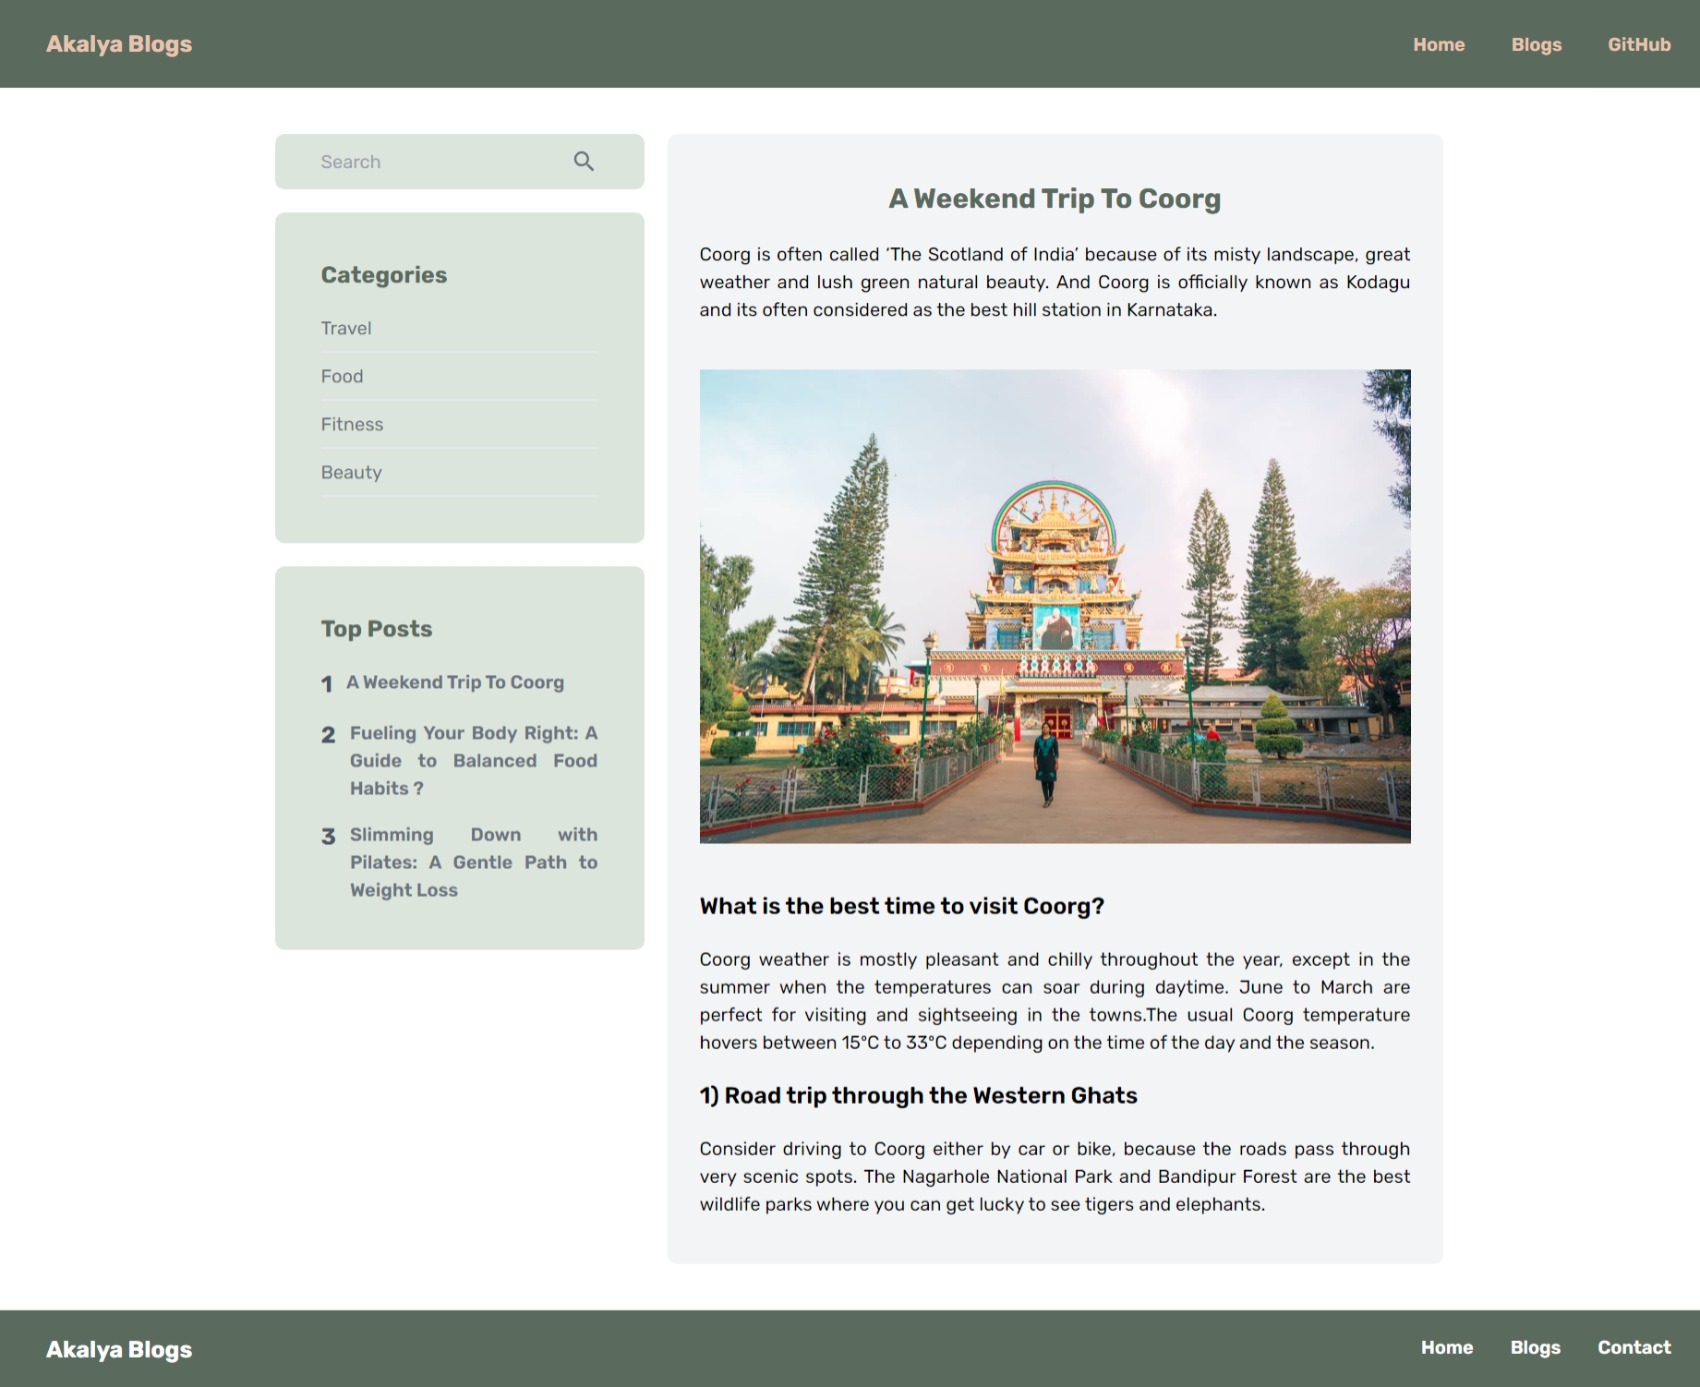 Akalya Blogs
Home Blogs GitHub
Search
Categories
Travel
Food
Fitness
Beauty
Top Posts
1 A Weekend Trip To Coorg
2 Fueling Your Body Right: A
Guide to Balanced Food
Habits ?
3 Slimming Down with
Pilates: A Gentle Path to
Weight Loss
A Weekend Trip To Coorg
Coorg is often called ‘The Scotland of India’ because of its misty landscape, great
weather and lush green natural beauty. And Coorg is officially known as Kodagu
and its often considered as the best hill station in Karnataka.
What is the best time to visit Coorg?
Coorg weather is mostly pleasant and chilly throughout the year, except in the
summer when the temperatures can soar during daytime. June to March are
perfect for visiting and sightseeing in the towns.The usual Coorg temperature
hovers between 15°C to 33°C depending on the time of the day and the season.
1) Road trip through the Western Ghats
Consider driving to Coorg either by car or bike, because the roads pass through
very scenic spots. The Nagarhole National Park and Bandipur Forest are the best
wildlife parks where you can get lucky to see tigers and elephants.
Akalya Blogs
Home Blogs Contact